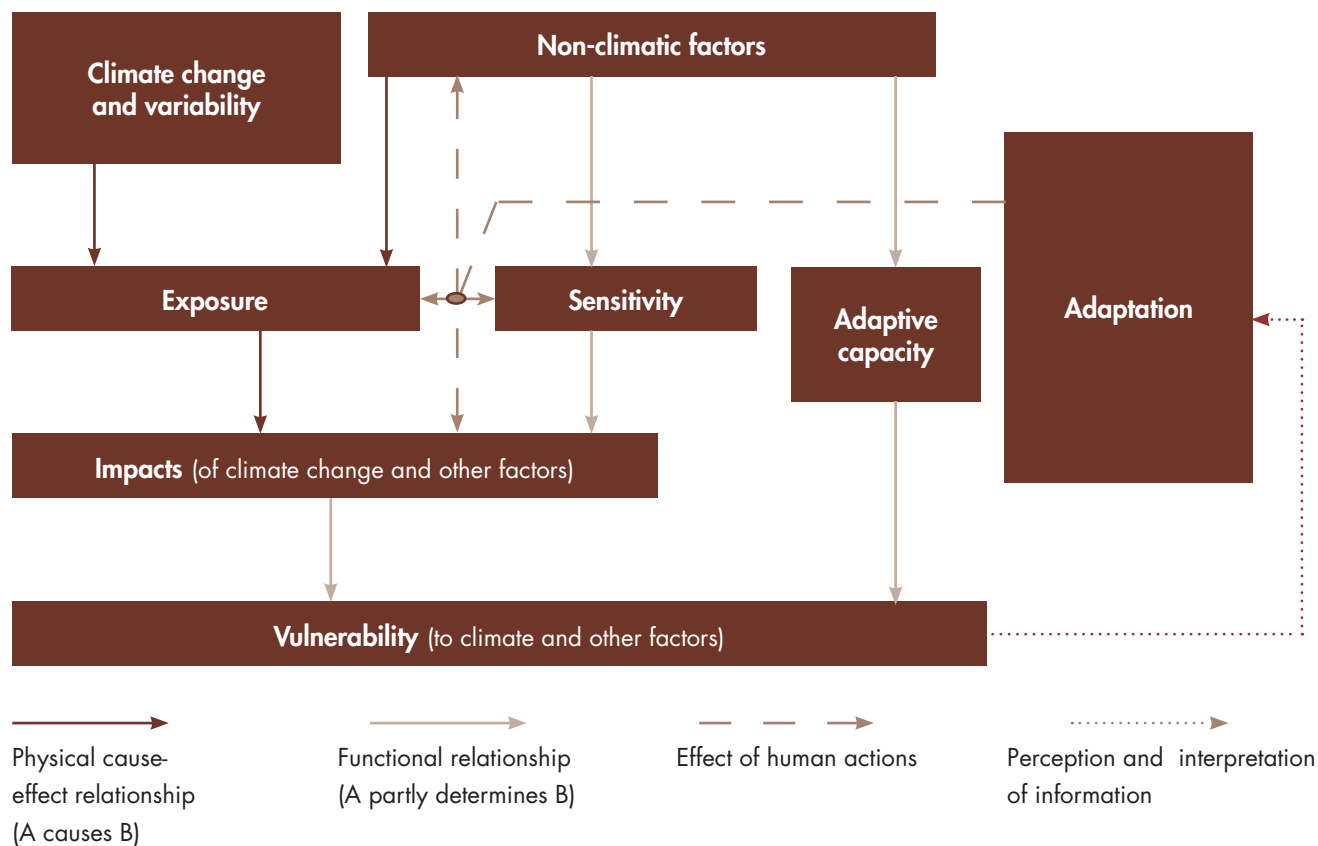 Non-climatic factors
Climate change
and variability
Exposure
Sensitivity
Adaptive
capacity
Adaptation
Impacts (of climate change and other factors)
Vulnerability (to climate and other factors)
Physical cause-
effect relationship
(A causes B)
Functional relationship
(A partly determines B)
Effect of human actions
Perception and interpretation
of information